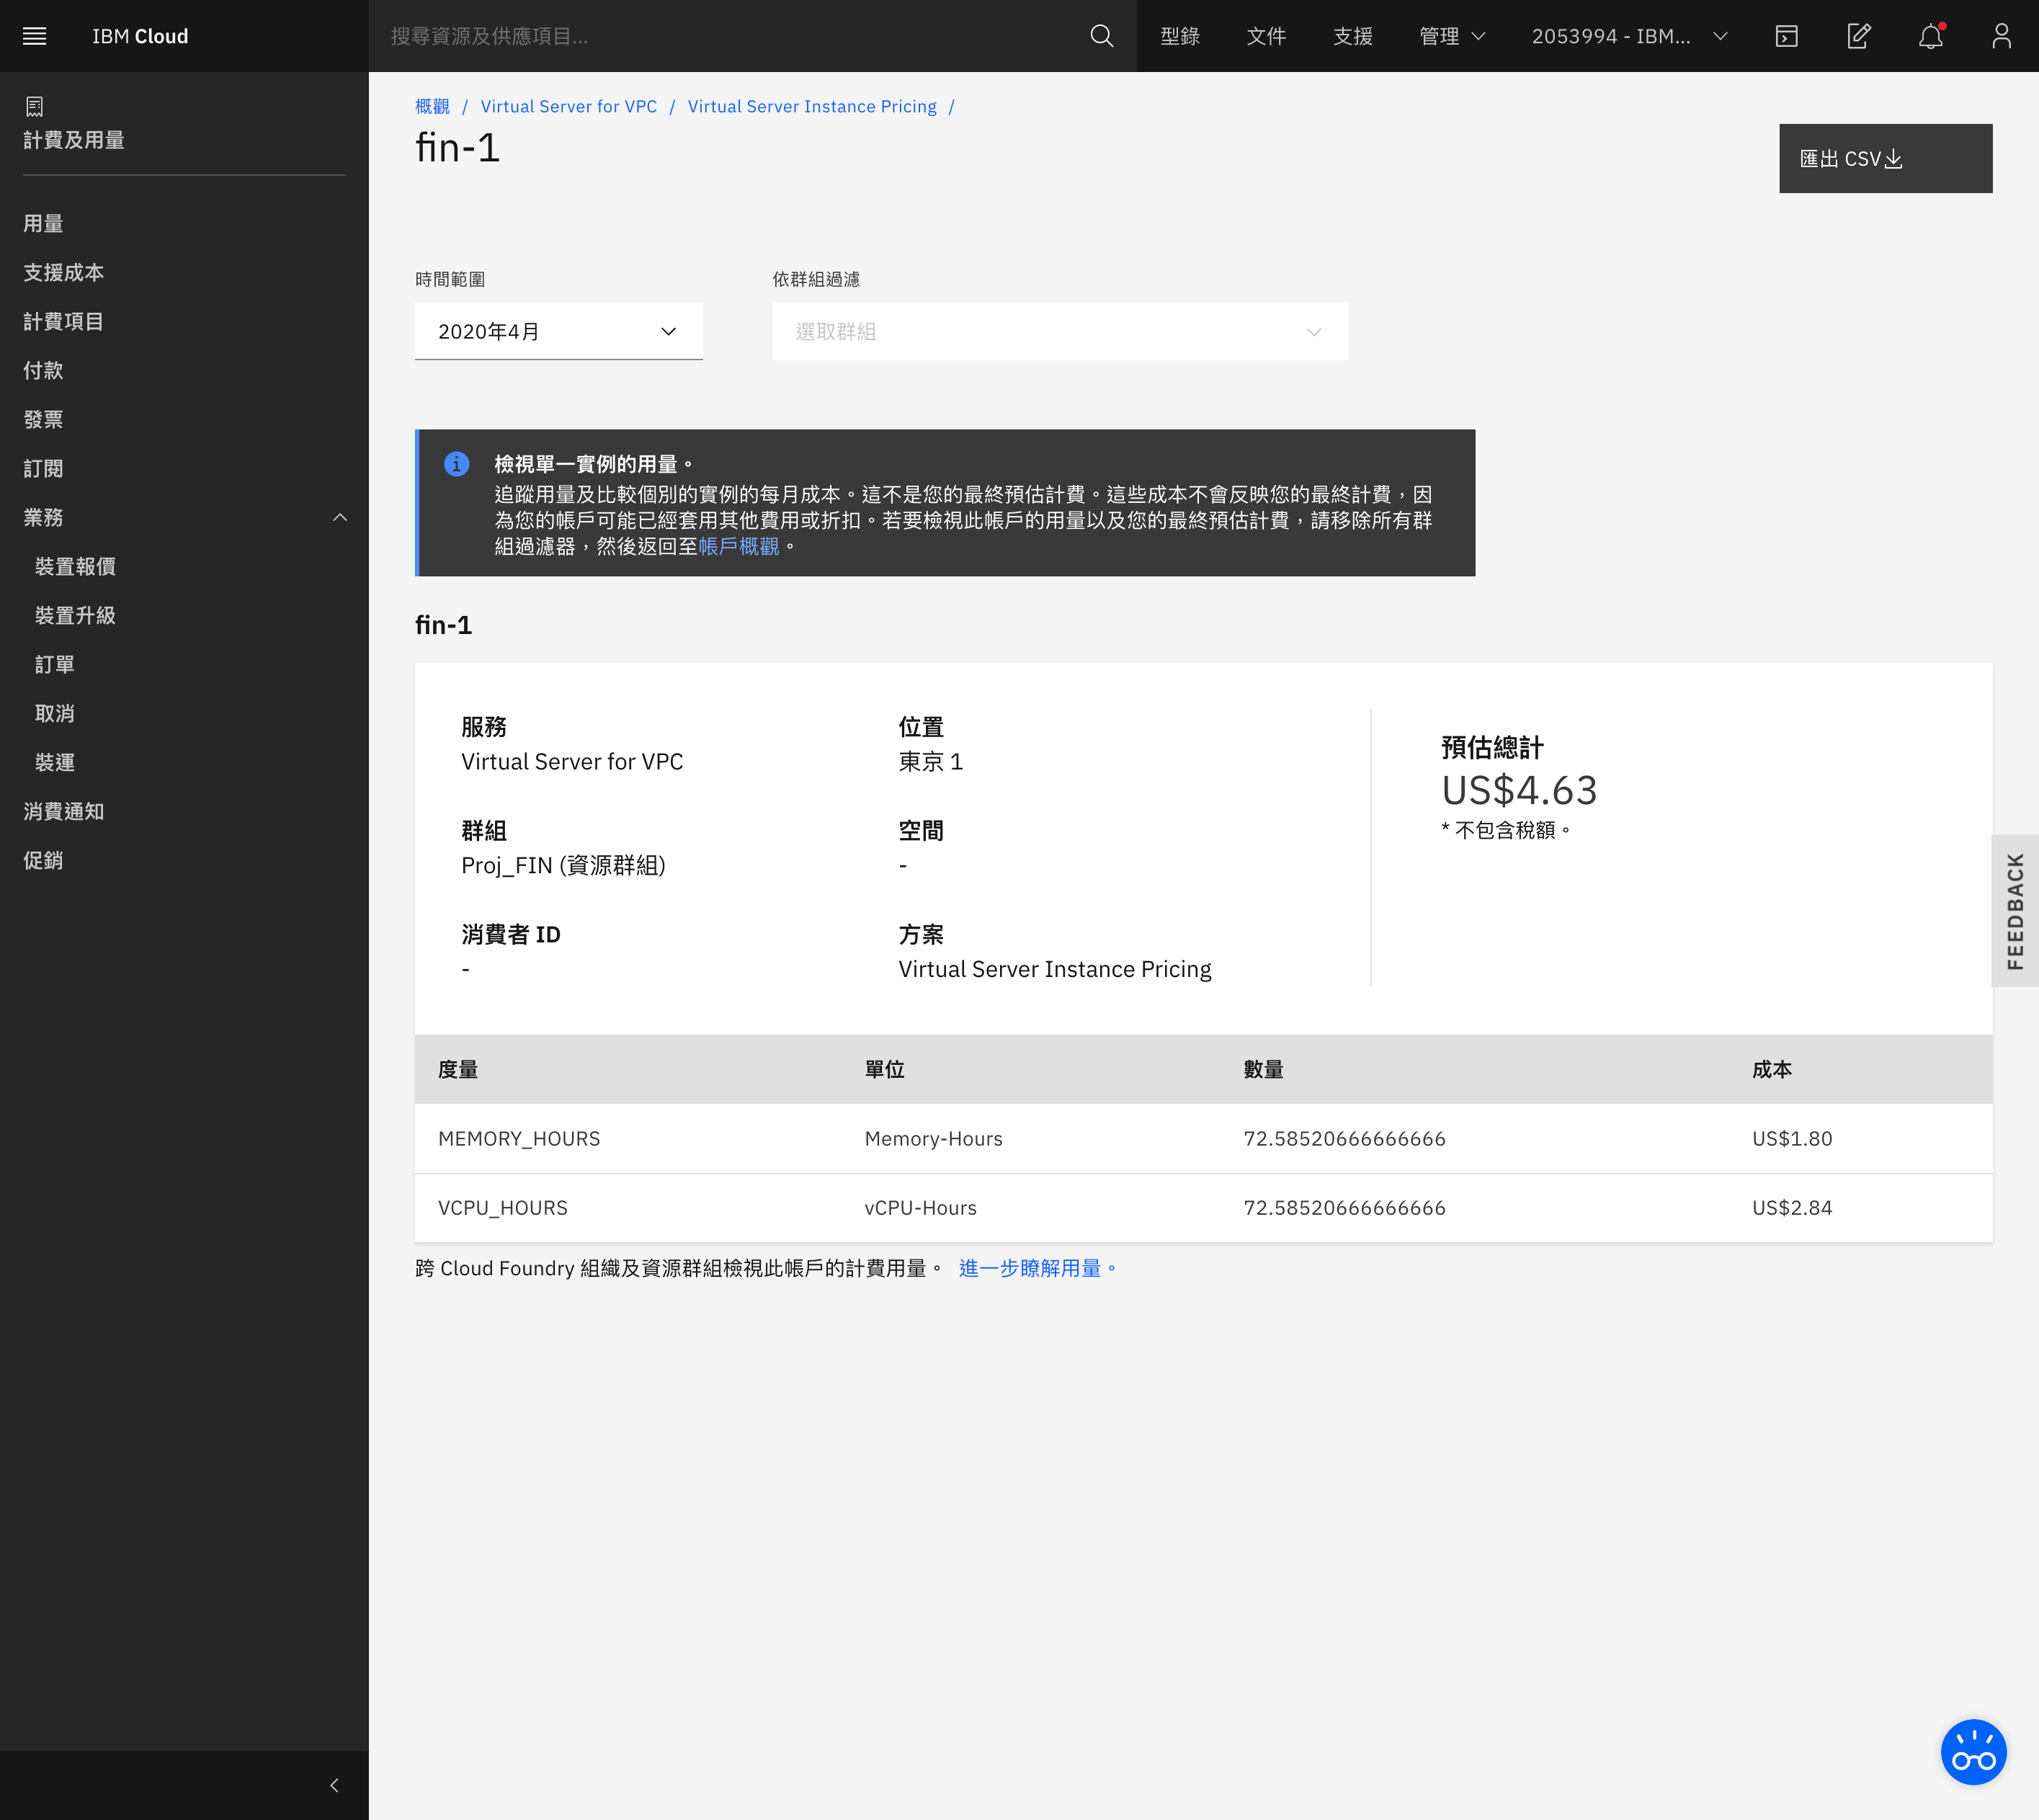 IBM Cloud
搜尋資源及供應項目...
型錄
文件
支援
管理
2053994 - IBM...
計費及用量
用量
支援成本
計費項目
付款
發票
訂閱
業務
裝置報價
裝置升級
訂單
取消
裝運
消費通知
促銷
概觀 / Virtual Server for VPC / Virtual Server Instance Pricing /
fin-1
匯出 CSV
時間範圍
2020年4月
依群組過濾
選取群組
檢視單一實例的用量。
追蹤用量及比較個別的實例的每月成本。這不是您的最終預估計費。這些成本不會反映您的最終計費，因
為您的帳戶可能已經套用其他費用或折扣。若要檢視此帳戶的用量以及您的最終預估計費，請移除所有群
組過濾器，然後返回至帳戶概觀。
fin-1
服務
Virtual Server for VPC
位置
東京 1
群組
Proj_FIN (資源群組)
空間
-
消費者 ID
-
方案
Virtual Server Instance Pricing
預估總計
US$4.63
* 不包含稅額。
度量 單位 數量 成本
MEMORY_HOURS Memory-Hours 72.58520666666666 US$1.80
VCPU_HOURS vCPU-Hours 72.58520666666666 US$2.84
跨 Cloud Foundry 組織及資源群組檢視此帳戶的計費用量。 進一步瞭解用量。
FEEDBACK